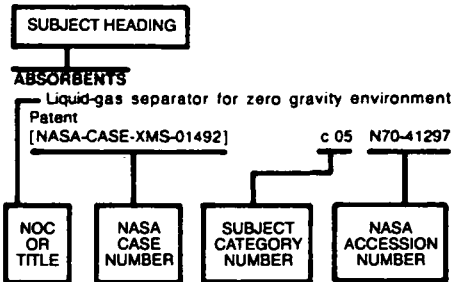 SUBJECT HEADING
ABSORBENTS
Liquid-gas separator for zero gravity environment
Patent
[NASA-CASE-XMS-01492] c 05 N70-41297
NOC
OR
TITLE
NASA
CASE
NUMBER
SUBJECT
CATEGORY
NUMBER
NASA
ACCESSION
NUMBER